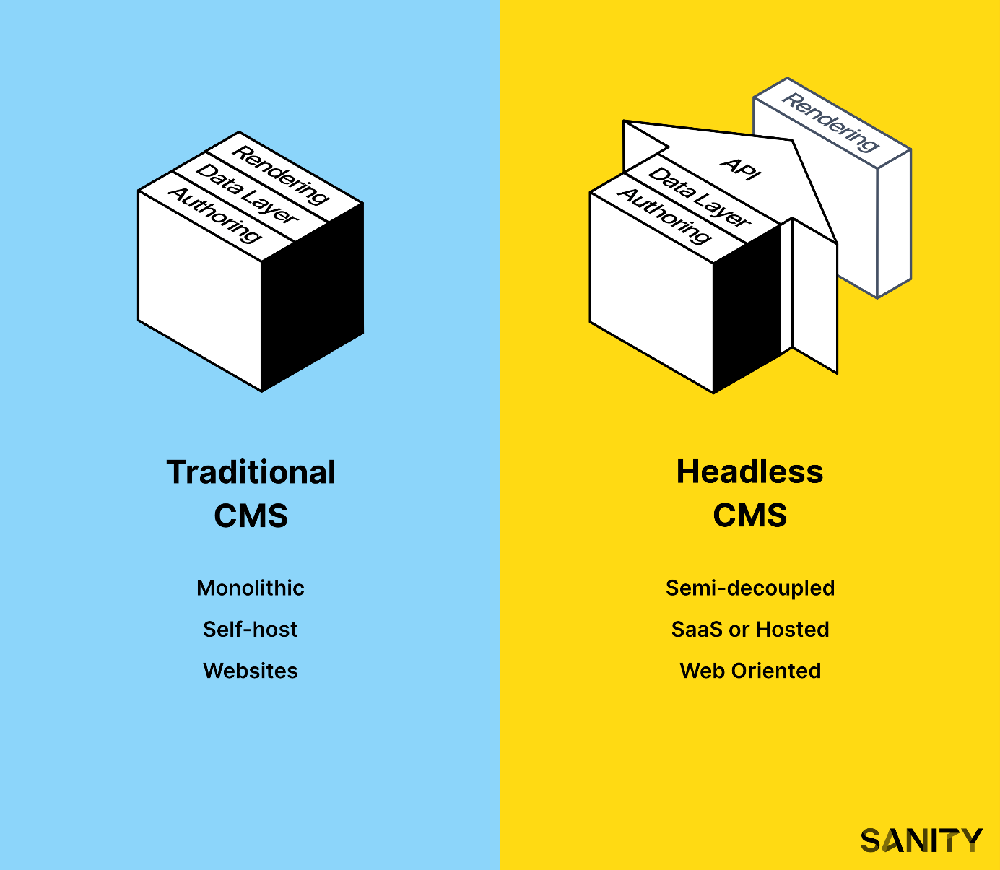 Rendering
Data Layer
Authoring
Traditional
CMS
Monolithic
Self-host
Websites
Rendering
API
Data Layer
Authoring
Headless
CMS
Semi-decoupled
SaaS or Hosted
Web Oriented
SANITY